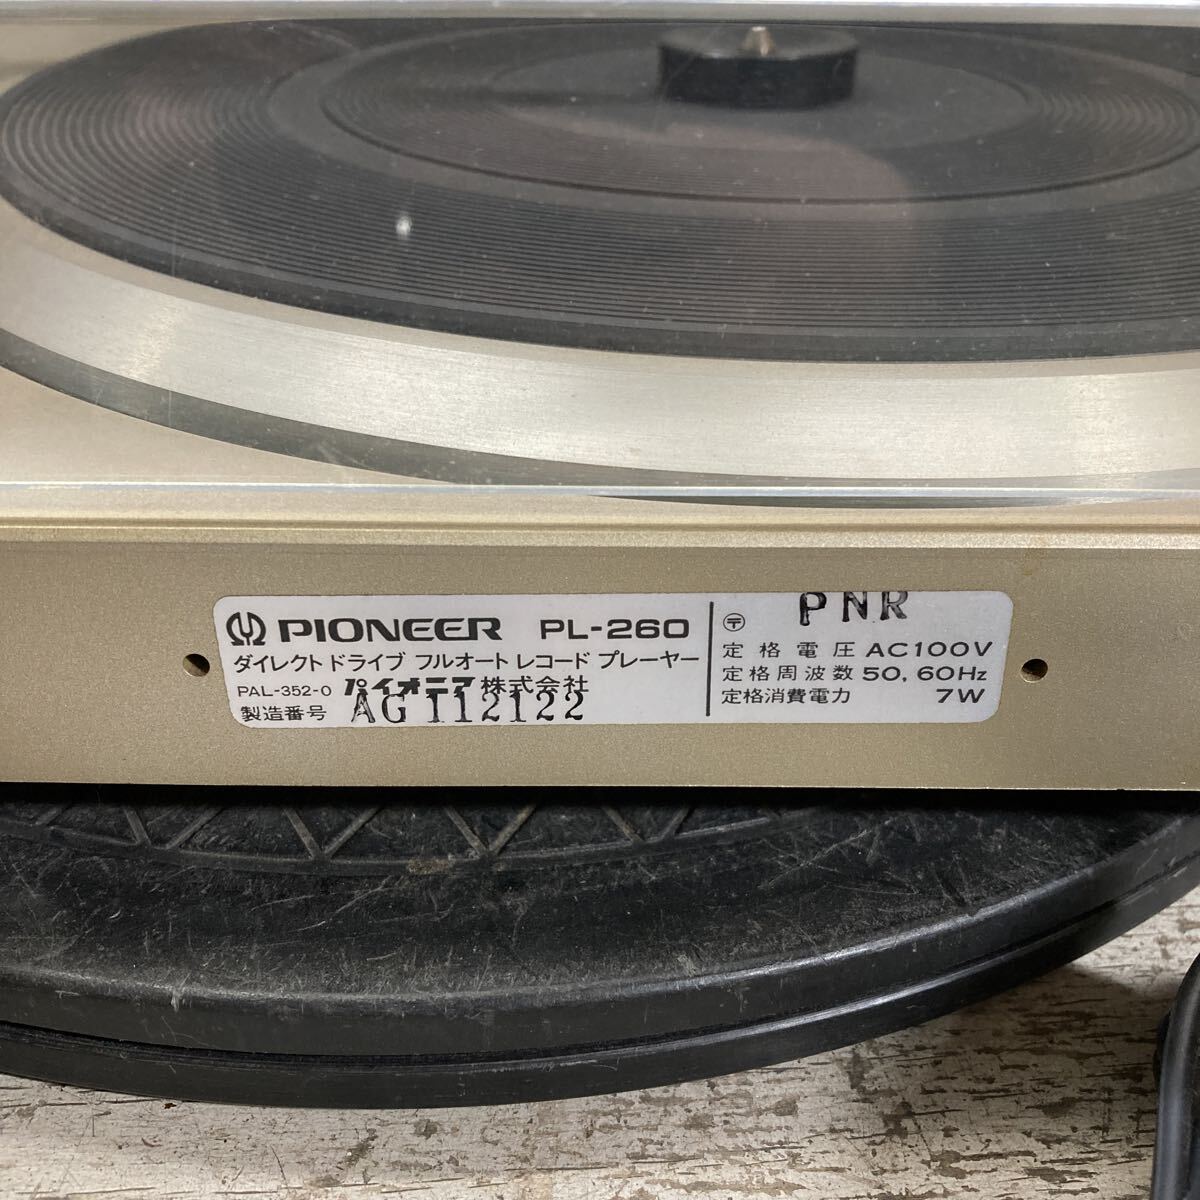 PIONEER PL-260
ダイレクトドライブ フルオートレコード プレーヤー
PAL-352-0 パイオニア株式会社
製造番号 AG112122
〒 PNR
定格電圧 AC100V
定格周波数 50, 60Hz
定格消費電力 7W